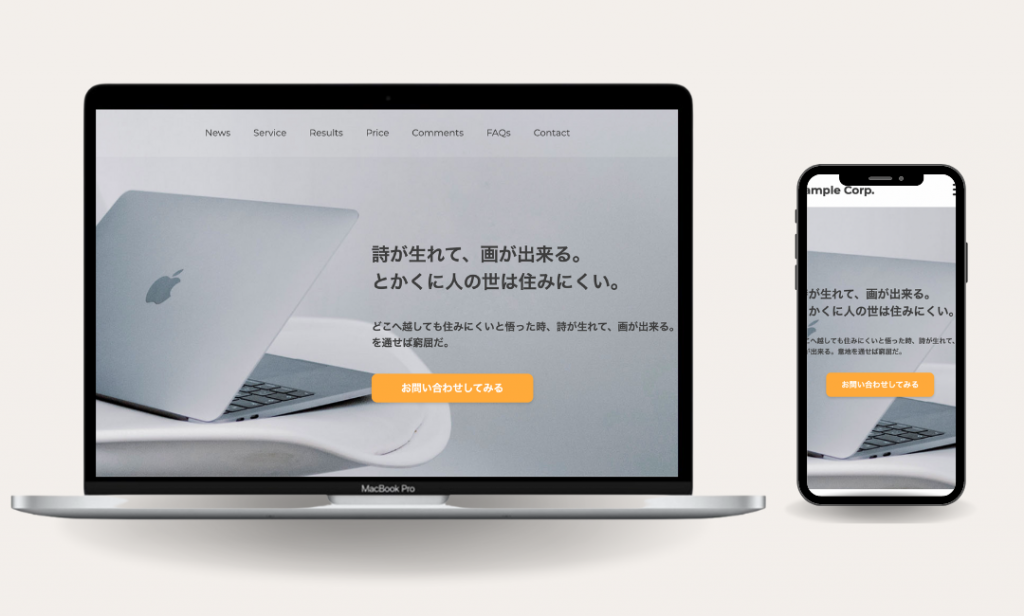 News Service Results Price Comments FAQs Contact
詩が生れて、画が出来る。
とかくに人の世は住みにくい。
どこへ越しても住みにくいと悟った時、詩が生れて、画が出来る。
を通せば窮屈だ。
お問い合わせしてみる
MacBook Pro
ample Corp.
が生れて、画が出来る。
かくに人の世は住みにくい。
こへ越しても住みにくいと悟った時、詩が生れて、
が出来る。意地を通せば窮屈だ。
お問い合わせしてみる